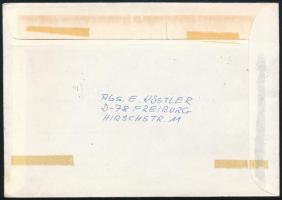 Abs. E. KÖSTLER
D-78 FREIBURG
HIRSCHSTR. 11